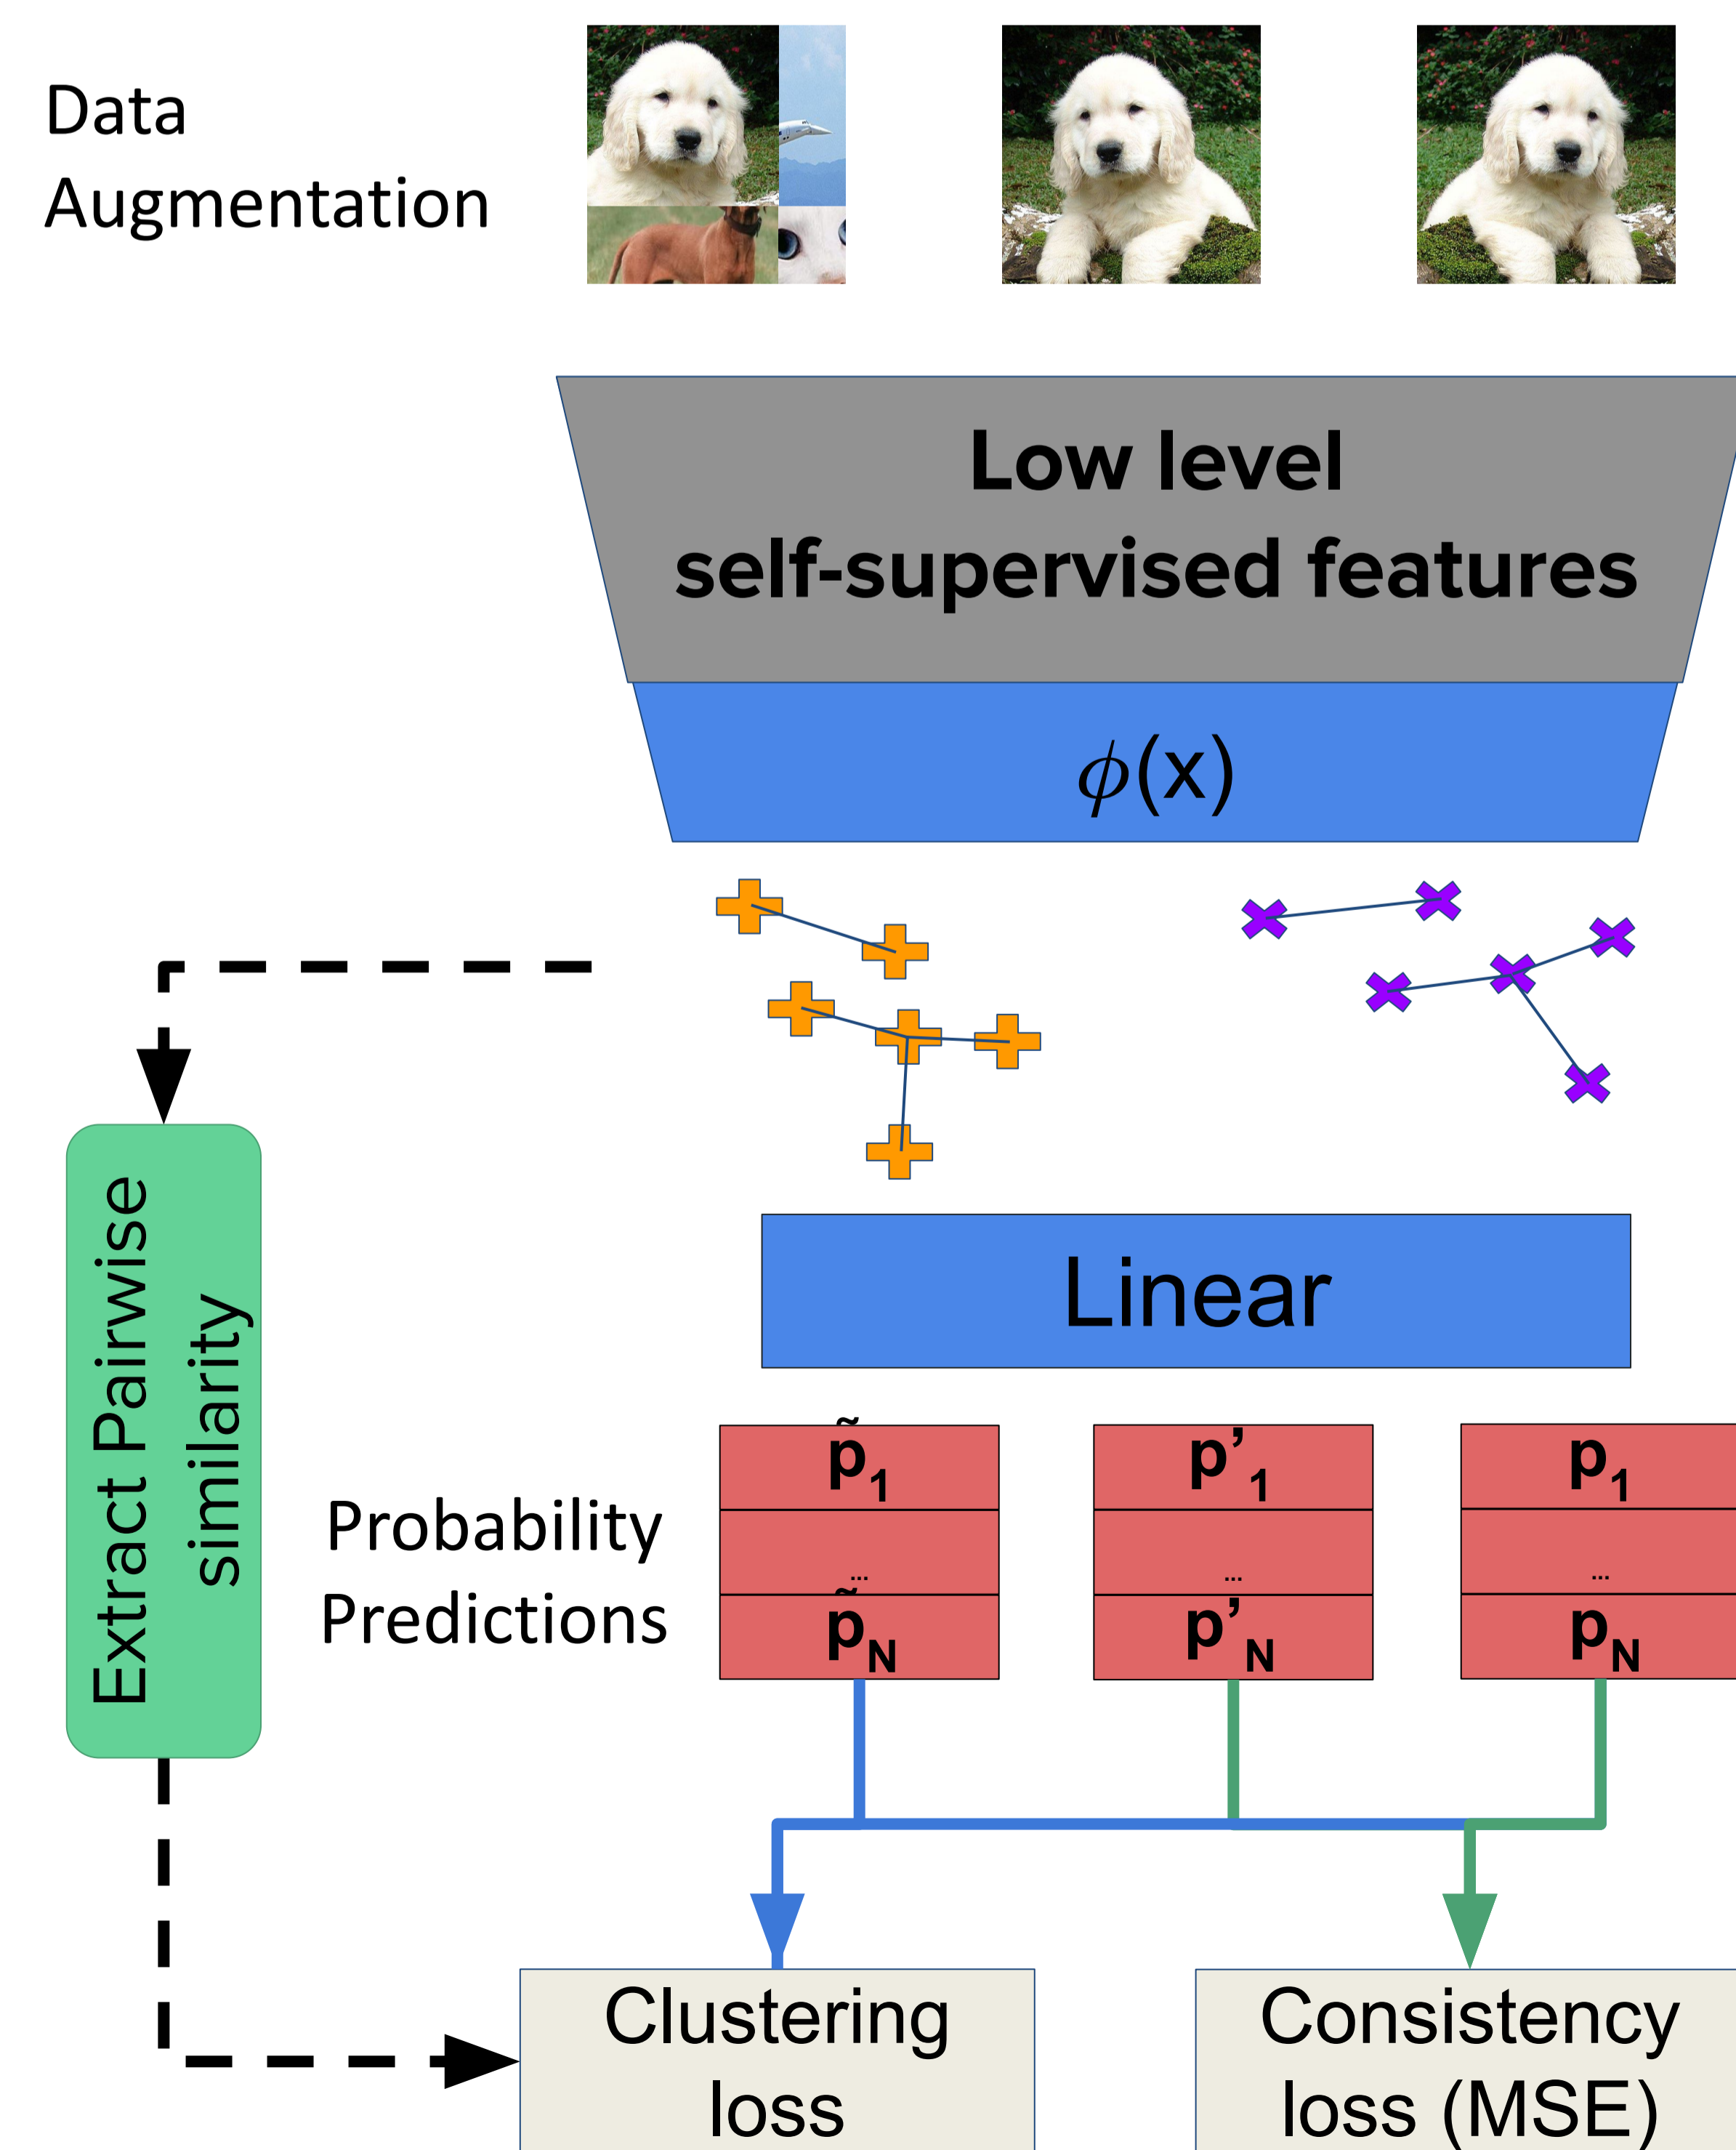 Data
Augmentation
Low level
self-supervised features
ϕ(x)
Linear
Extract Pairwise
similarity
Probability
Predictions
p̃₁ p’₁ p₁
... ... ...
p̃N p’N pN
Clustering
loss
Consistency
loss (MSE)